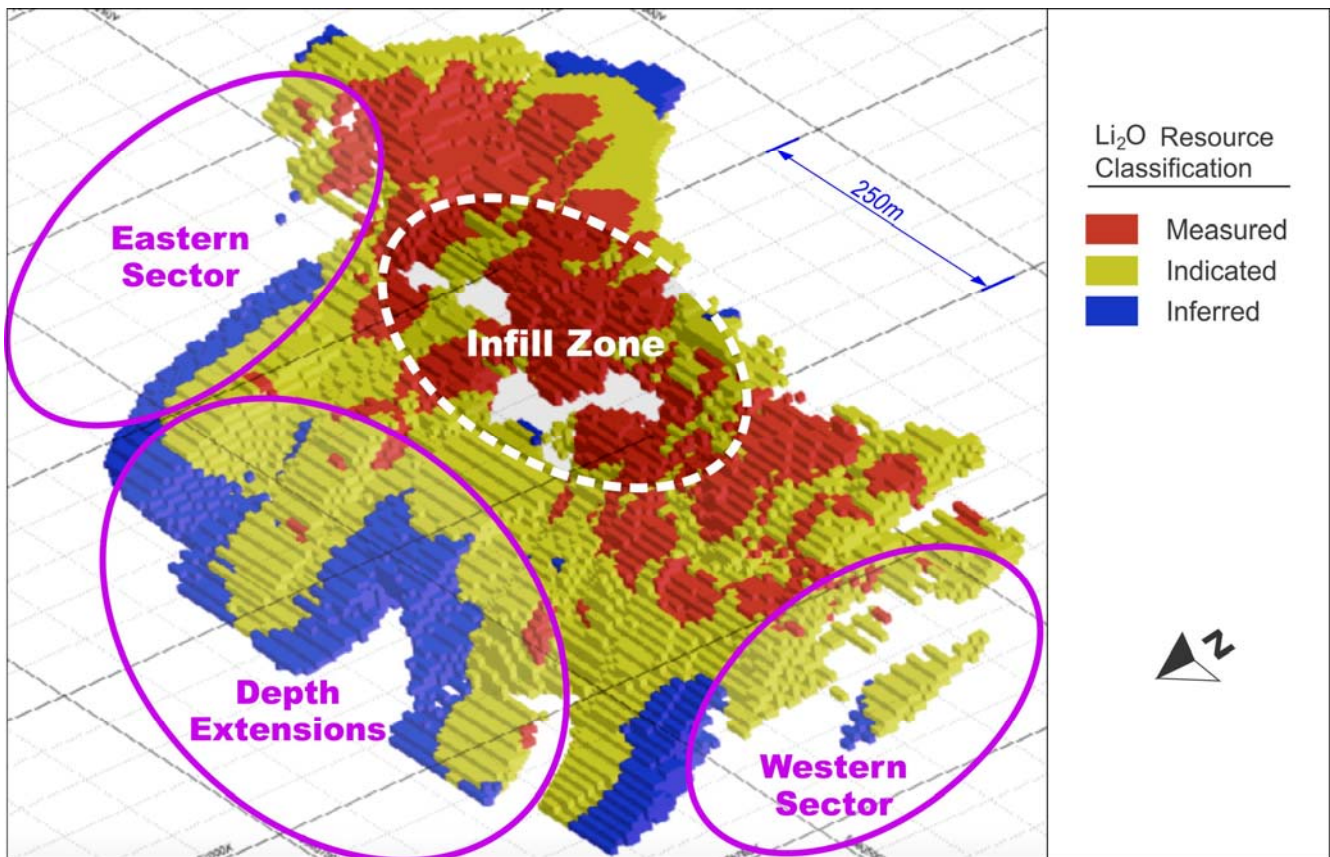 Eastern
Sector
250m
Infill Zone
Depth
Extensions
Western
Sector
Li₂O Resource
Classification
Measured
Indicated
Inferred
N